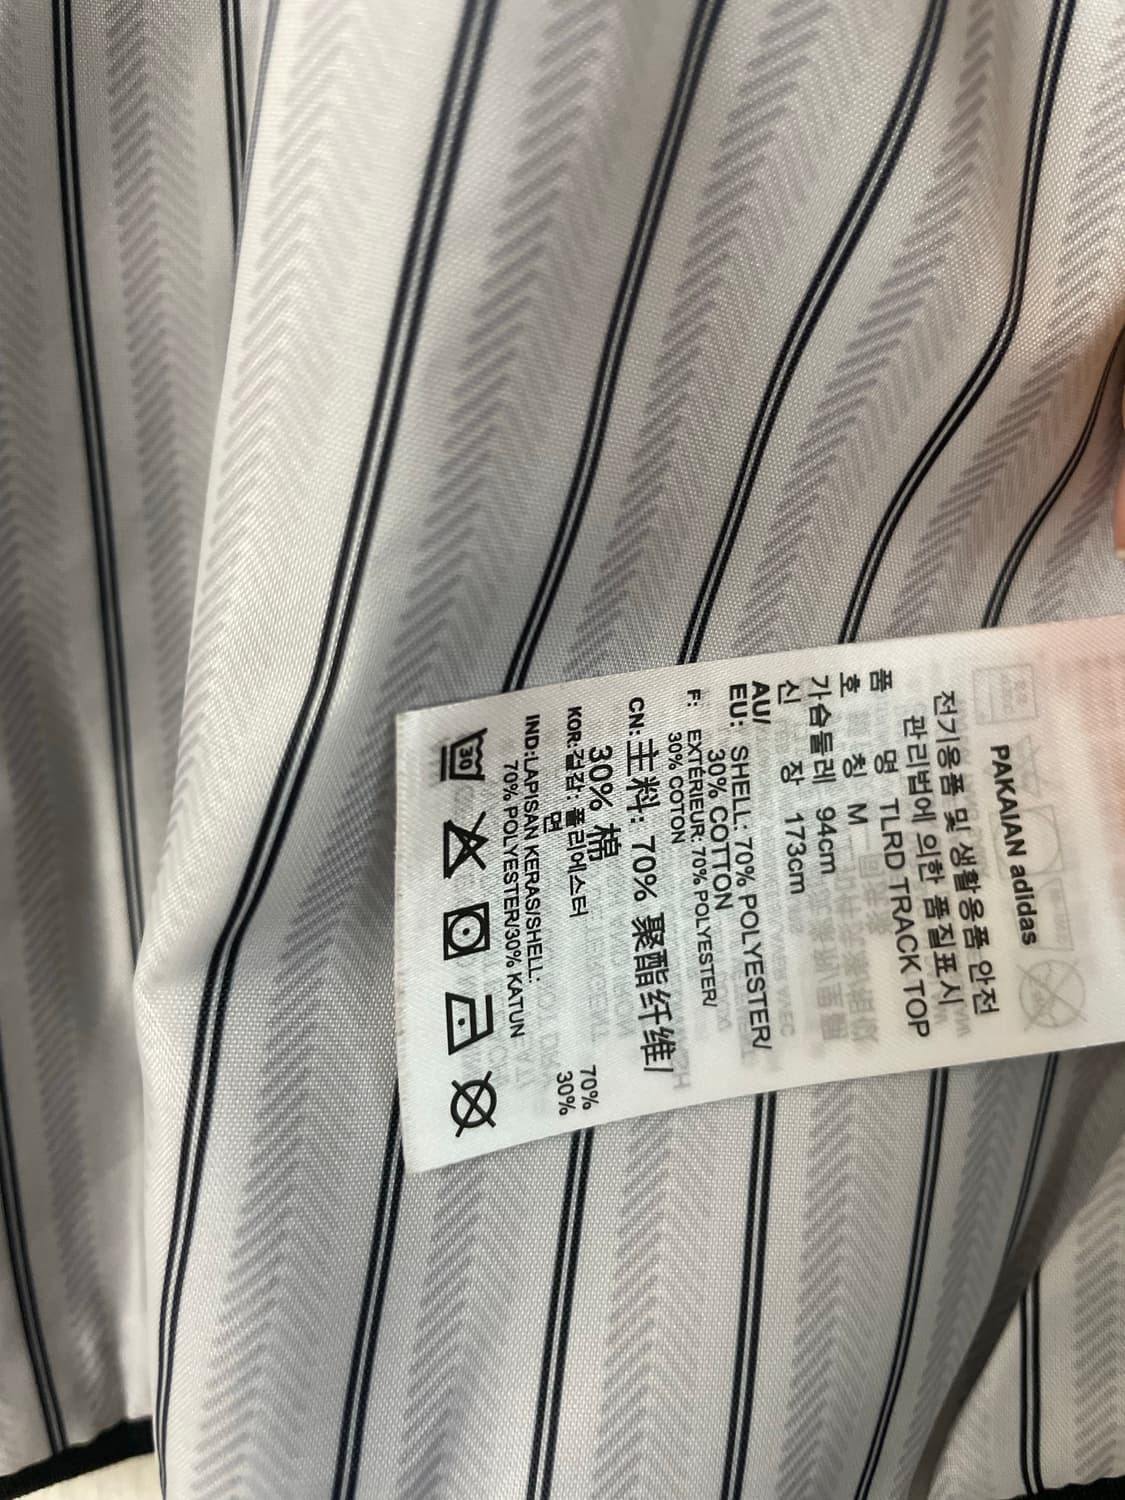 PAKAIAN adidas
전기용품 및 생활용품 안전
관리법에 의한 품질표시
품 명 TLRD TRACK TOP
호 칭 M
가슴둘레 94cm
신 장 173cm
AU/
EU: SHELL: 70% POLYESTER/
30% COTTON
F: EXTÉRIEUR: 70% POLYESTER/
30% COTON
CN: 主料: 70% 聚酯纤维/
30% 棉
KOR:겉감: 폴리에스터 70%
면 30%
IND:LAPISAN KERAS/SHELL:
70% POLYESTER/30% KATUN
30